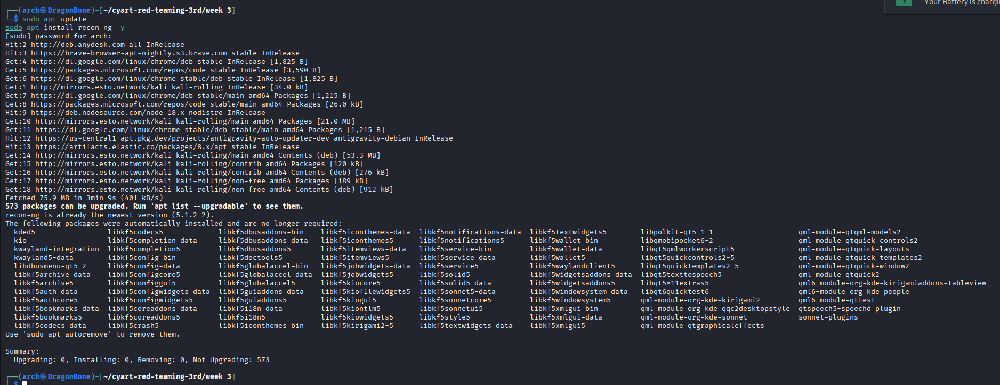 Your Battery is chargi
┌──(arch㉿DragonBone)-[~/cyart-red-teaming-3rd/week 3]
└─$ sudo apt update
sudo apt install recon-ng -y
[sudo] password for arch:
Hit:2 http://deb.anydesk.com all InRelease
Hit:3 https://brave-browser-apt-nightly.s3.brave.com stable InRelease
Get:4 https://dl.google.com/linux/chrome/deb stable InRelease [1,825 B]
Get:5 https://packages.microsoft.com/repos/code stable InRelease [3,590 B]
Get:6 https://dl.google.com/linux/chrome-stable/deb stable InRelease [1,825 B]
Get:1 http://mirrors.esto.network/kali kali-rolling InRelease [34.0 kB]
Get:7 https://dl.google.com/linux/chrome/deb stable/main amd64 Packages [1,215 B]
Get:8 https://packages.microsoft.com/repos/code stable/main amd64 Packages [26.0 kB]
Hit:9 https://deb.nodesource.com/node_18.x nodistro InRelease
Get:10 http://mirrors.esto.network/kali kali-rolling/main amd64 Packages [21.0 MB]
Get:11 https://dl.google.com/linux/chrome-stable/deb stable/main amd64 Packages [1,215 B]
Hit:12 https://us-central1-apt.pkg.dev/projects/antigravity-auto-updater-dev antigravity-debian InRelease
Hit:13 https://artifacts.elastic.co/packages/8.x/apt stable InRelease
Get:14 http://mirrors.esto.network/kali kali-rolling/main amd64 Contents (deb) [53.3 MB]
Get:15 http://mirrors.esto.network/kali kali-rolling/contrib amd64 Packages [120 kB]
Get:16 http://mirrors.esto.network/kali kali-rolling/contrib amd64 Contents (deb) [276 kB]
Get:17 http://mirrors.esto.network/kali kali-rolling/non-free amd64 Packages [189 kB]
Get:18 http://mirrors.esto.network/kali kali-rolling/non-free amd64 Contents (deb) [912 kB]
Fetched 75.9 MB in 3min 9s (401 kB/s)
573 packages can be upgraded. Run 'apt list --upgradable' to see them.
recon-ng is already the newest version (5.1.2-2).
The following packages were automatically installed and are no longer required:
kded5 libkf5codecs5 libkf5dbusaddons-bin libkf5iconthemes-data libkf5notifications-data libkf5textwidgets5 libpolkit-qt5-1-1 qml-module-qtqml-models2
kio libkf5completion-data libkf5dbusaddons-data libkf5iconthemes5 libkf5notifications5 libkf5wallet-bin libqmobipocket6-2 qml-module-qtquick-controls2
kwayland-integration libkf5completion5 libkf5dbusaddons5 libkf5itemviews-data libkf5service-bin libkf5wallet-data libqt5qmlworkerscript5 qml-module-qtquick-layouts
kwayland5-data libkf5config-bin libkf5doctools5 libkf5itemviews5 libkf5service-data libkf5wallet5 libqt5quickcontrols2-5 qml-module-qtquick-templates2
libdbusmenu-qt5-2 libkf5config-data libkf5globalaccel-bin libkf5jobwidgets-data libkf5service5 libkf5waylandclient5 libqt5quicktemplates2-5 qml-module-qtquick-window2
libkf5archive-data libkf5configcore5 libkf5globalaccel-data libkf5jobwidgets5 libkf5solid5 libkf5widgetsaddons-data libqt5texttospeech5 qml-module-qtquick2
libkf5archive5 libkf5configgui5 libkf5globalaccel5 libkf5kiocore5 libkf5solid5-data libkf5widgetsaddons5 libqt5x11extras5 qml6-module-org-kde-kirigamiaddons-tableview
libkf5auth-data libkf5configwidgets-data libkf5guiaddons-data libkf5kiofilewidgets5 libkf5sonnet5-data libkf5windowsystem-data libqt6quicktest6 qml6-module-org-kde-people
libkf5authcore5 libkf5configwidgets5 libkf5guiaddons5 libkf5kiogui5 libkf5sonnetcore5 libkf5windowsystem5 qml-module-org-kde-kirigami2 qml6-module-qttest
libkf5bookmarks-data libkf5coreaddons-data libkf5i18n-data libkf5kiontlm5 libkf5sonnetui5 libkf5xmlgui-bin qml-module-org-kde-qqc2desktopstyle qtspeech5-speechd-plugin
libkf5bookmarks5 libkf5coreaddons5 libkf5i18n5 libkf5kiowidgets5 libkf5style5 libkf5xmlgui-data qml-module-org-kde-sonnet sonnet-plugins
libkf5codecs-data libkf5crash5 libkf5iconthemes-bin libkf5kirigami2-5 libkf5textwidgets-data libkf5xmlgui5 qml-module-qtgraphicaleffects
Use 'sudo apt autoremove' to remove them.
Summary:
Upgrading: 0, Installing: 0, Removing: 0, Not Upgrading: 573
┌──(arch㉿DragonBone)-[~/cyart-red-teaming-3rd/week 3]
└─$